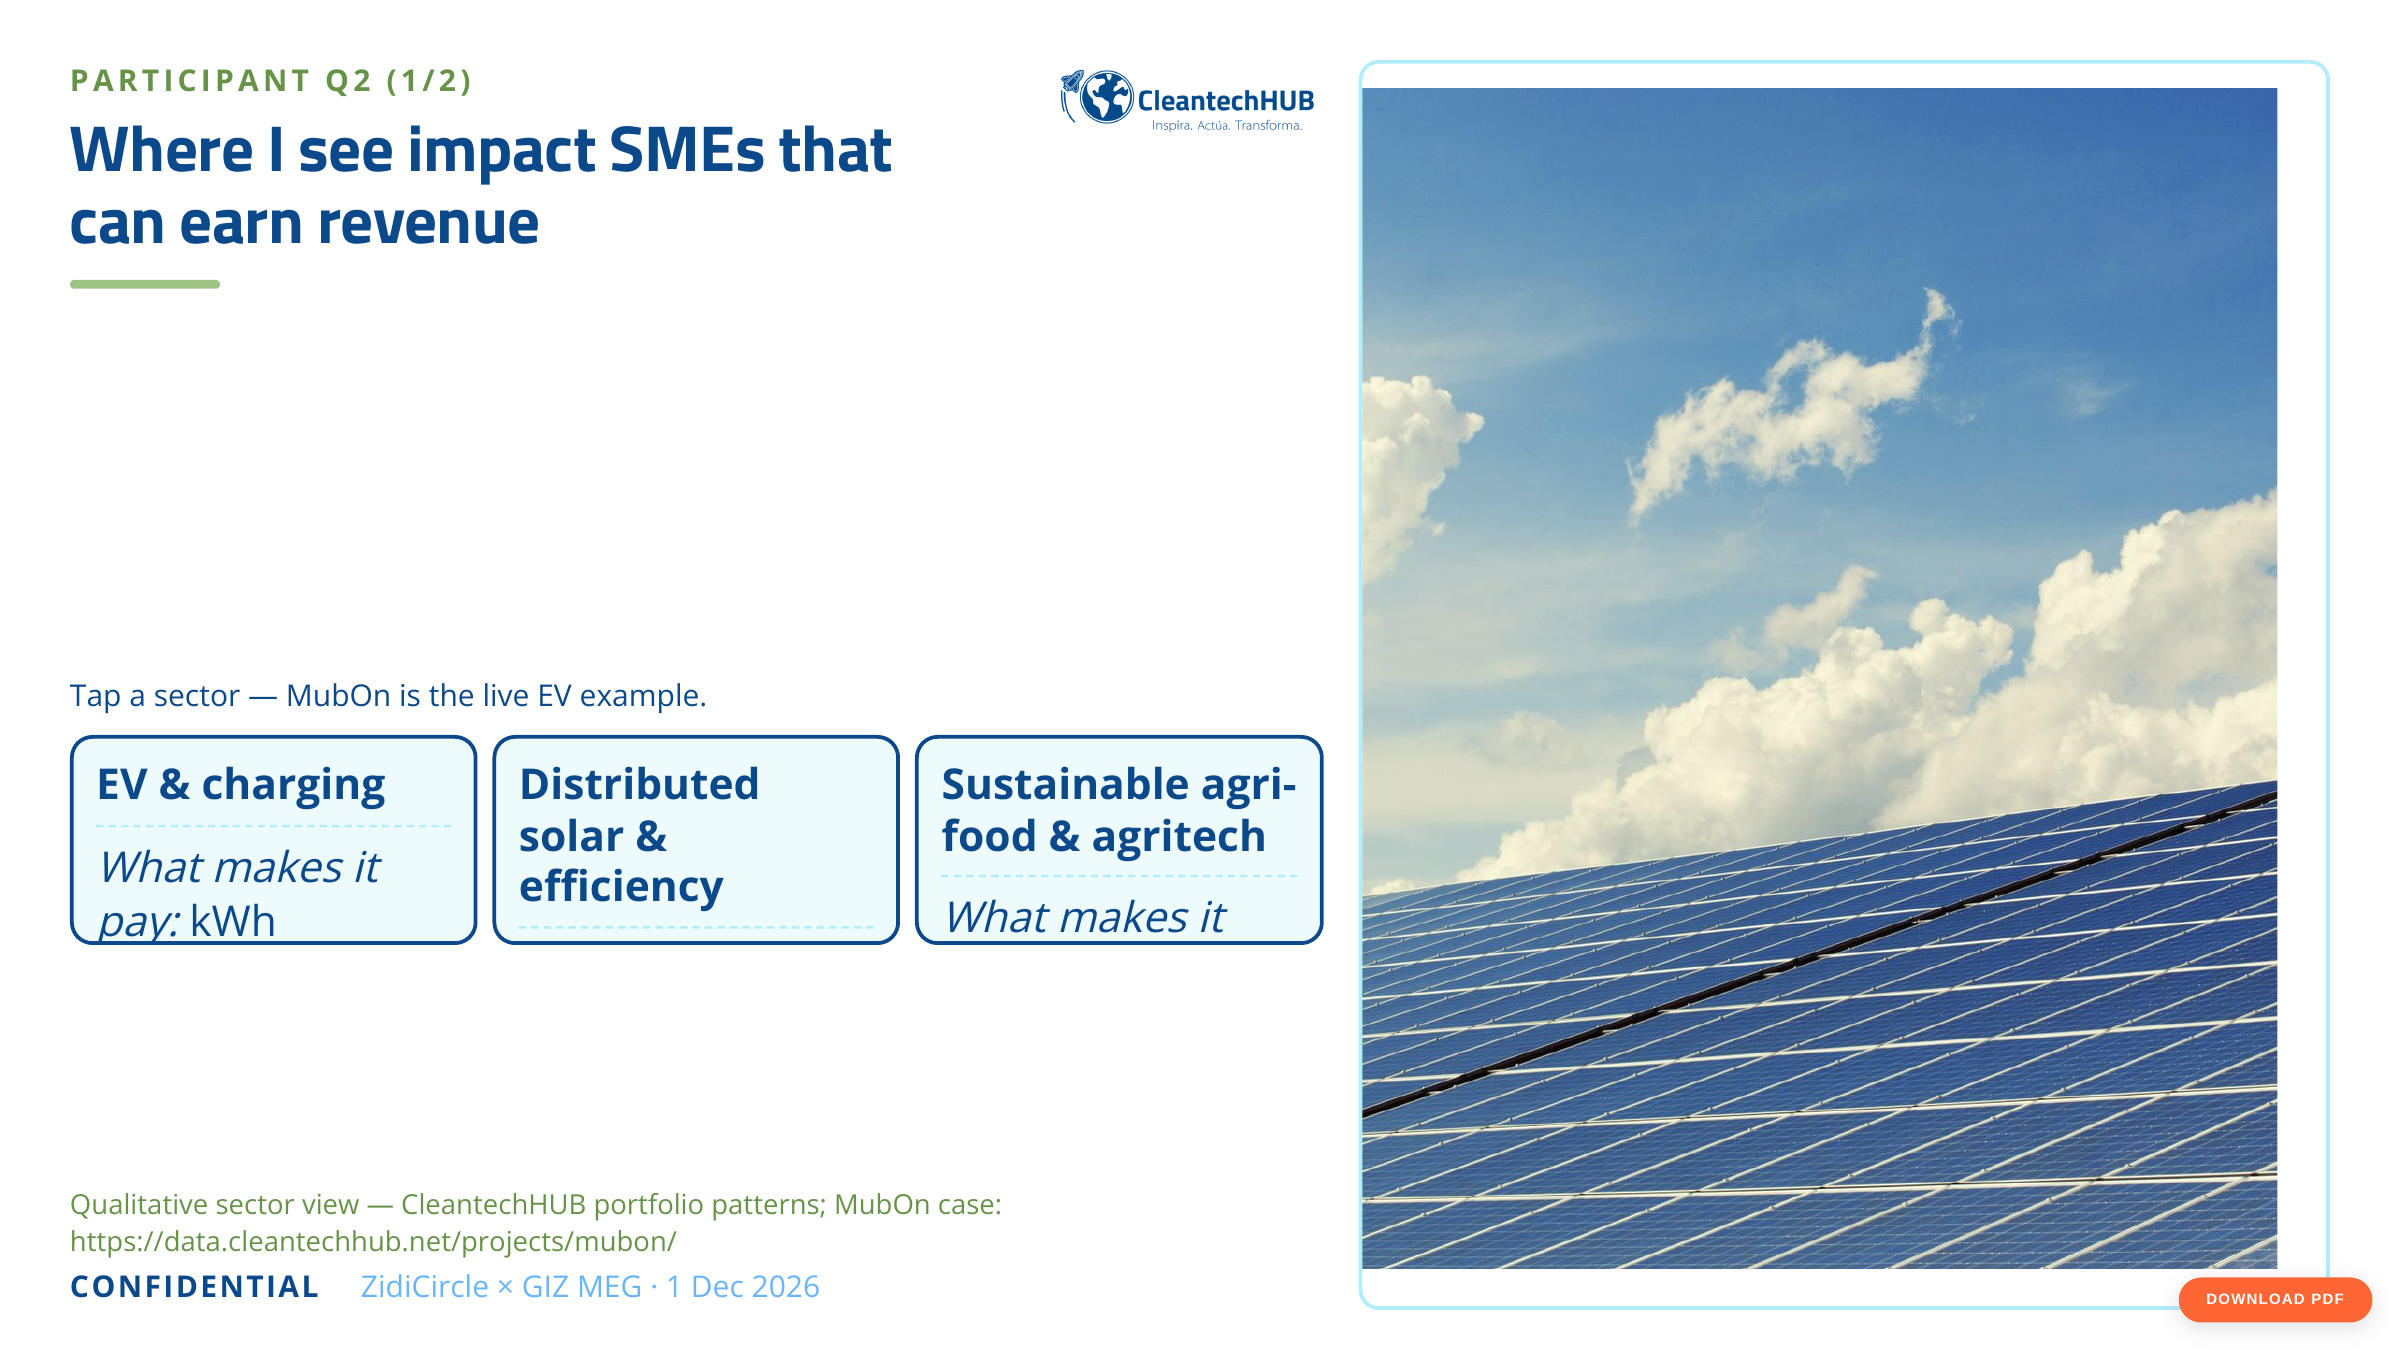 PARTICIPANT Q2 (1/2)
Where I see impact SMEs that
can earn revenue
CleantechHUB
Inspira. Actúa. Transforma.
Tap a sector — MubOn is the live EV example.
EV & charging
What makes it
pay: kWh
Distributed
solar &
efficiency
Sustainable agri-
food & agritech
What makes it
Qualitative sector view — CleantechHUB portfolio patterns; MubOn case:
https://data.cleantechhub.net/projects/mubon/
CONFIDENTIAL ZidiCircle × GIZ MEG · 1 Dec 2026
DOWNLOAD PDF